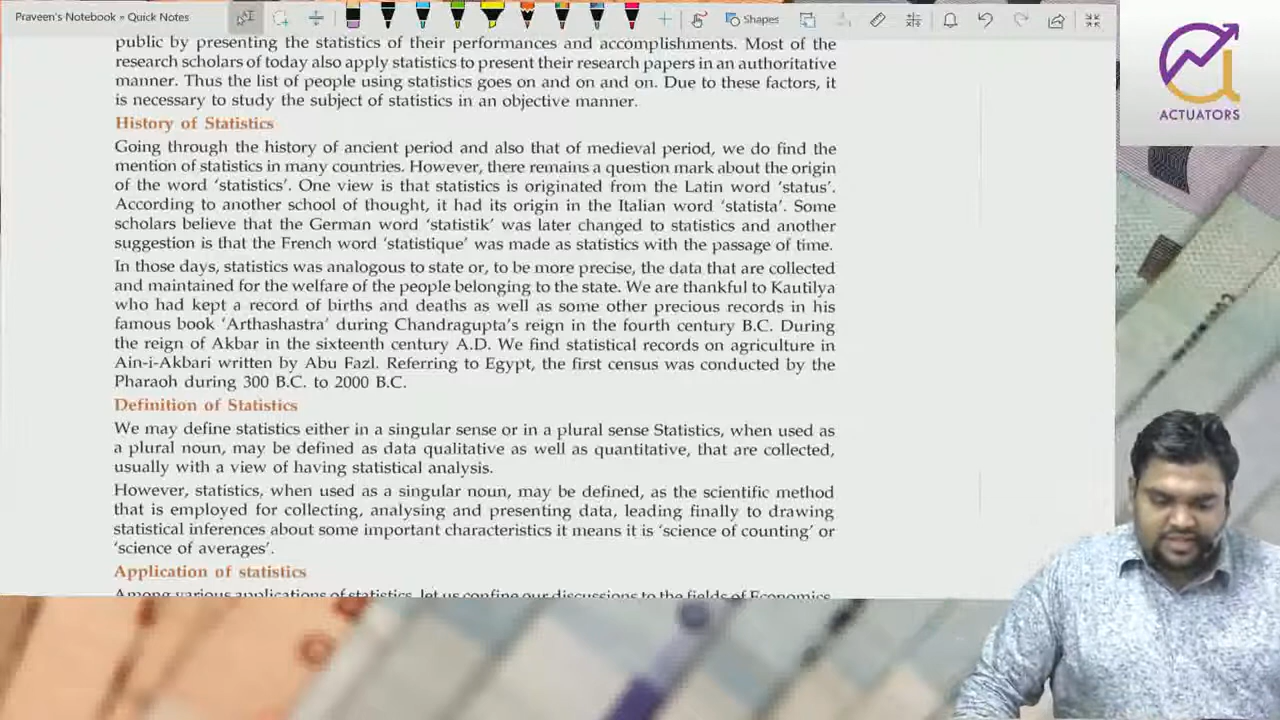 Praveen's Notebook » Quick Notes
Shapes
ACTUATORS
public by presenting the statistics of their performances and accomplishments. Most of the
research scholars of today also apply statistics to present their research papers in an authoritative
manner. Thus the list of people using statistics goes on and on and on. Due to these factors, it
is necessary to study the subject of statistics in an objective manner.
History of Statistics
Going through the history of ancient period and also that of medieval period, we do find the
mention of statistics in many countries. However, there remains a question mark about the origin
of the word 'statistics'. One view is that statistics is originated from the Latin word 'status'.
According to another school of thought, it had its origin in the Italian word 'statista'. Some
scholars believe that the German word 'statistik' was later changed to statistics and another
suggestion is that the French word 'statistique' was made as statistics with the passage of time.
In those days, statistics was analogous to state or, to be more precise, the data that are collected
and maintained for the welfare of the people belonging to the state. We are thankful to Kautilya
who had kept a record of births and deaths as well as some other precious records in his
famous book 'Arthashastra' during Chandragupta's reign in the fourth century B.C. During
the reign of Akbar in the sixteenth century A.D. We find statistical records on agriculture in
Ain-i-Akbari written by Abu Fazl. Referring to Egypt, the first census was conducted by the
Pharaoh during 300 B.C. to 2000 B.C.
Definition of Statistics
We may define statistics either in a singular sense or in a plural sense Statistics, when used as
a plural noun, may be defined as data qualitative as well as quantitative, that are collected,
usually with a view of having statistical analysis.
However, statistics, when used as a singular noun, may be defined, as the scientific method
that is employed for collecting, analysing and presenting data, leading finally to drawing
statistical inferences about some important characteristics it means it is 'science of counting' or
'science of averages'.
Application of statistics
Among various applications of statistics, let us confine our discussions to the fields of Economics,